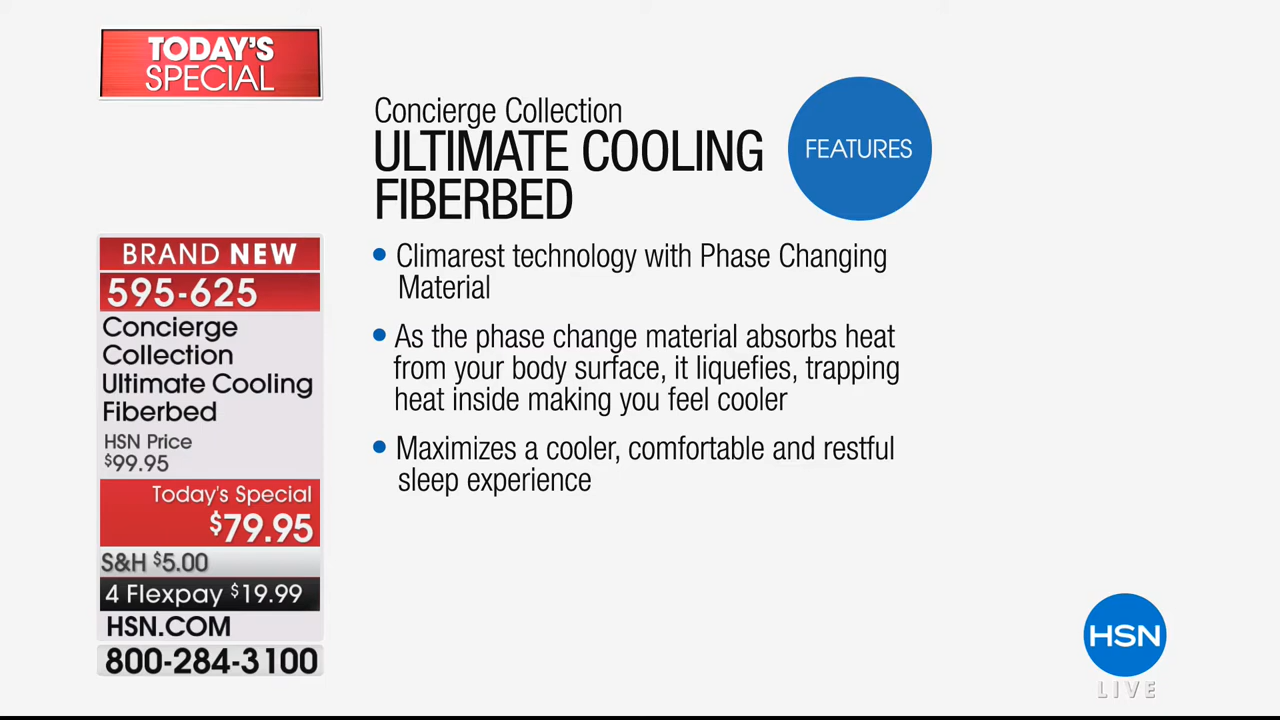 TODAY'S
SPECIAL
Concierge Collection
ULTIMATE COOLING
FIBERBED
FEATURES
• Climarest technology with Phase Changing
Material
• As the phase change material absorbs heat
from your body surface, it liquefies, trapping
heat inside making you feel cooler
• Maximizes a cooler, comfortable and restful
sleep experience
BRAND NEW
595-625
Concierge
Collection
Ultimate Cooling
Fiberbed
HSN Price
$99.95
Today's Special
$79.95
S&H $5.00
4 Flexpay $19.99
HSN.COM
800-284-3100
HSN
LIVE